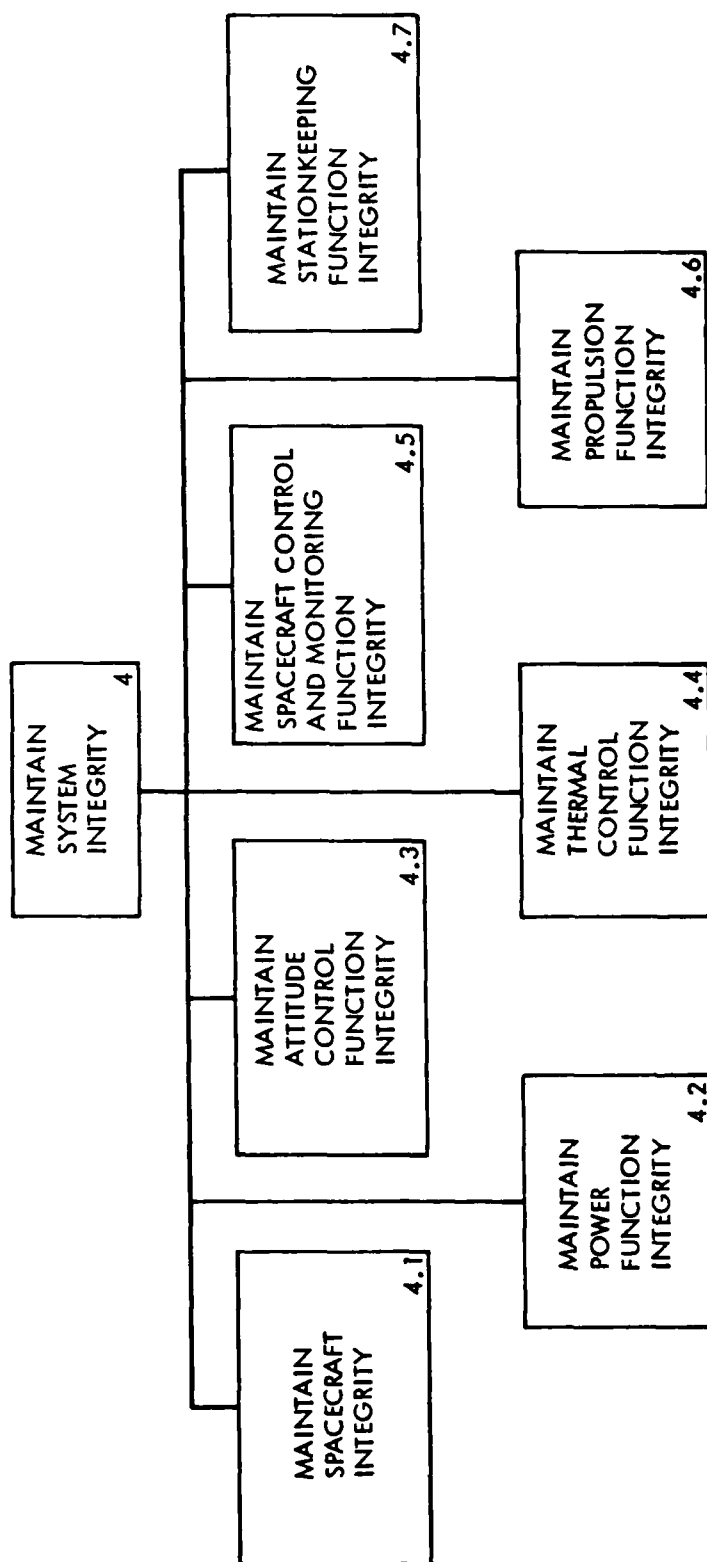 MAINTAIN
SYSTEM
INTEGRITY
4
MAINTAIN
SPACECRAFT
INTEGRITY
4.1
MAINTAIN
ATTITUDE
CONTROL
FUNCTION
INTEGRITY
4.3
MAINTAIN
SPACECRAFT CONTROL
AND MONITORING
FUNCTION
INTEGRITY
4.5
MAINTAIN
STATIONKEEPING
FUNCTION
INTEGRITY
4.7
MAINTAIN
POWER
FUNCTION
INTEGRITY
4.2
MAINTAIN
THERMAL
CONTROL
FUNCTION
INTEGRITY
4.4
MAINTAIN
PROPULSION
FUNCTION
INTEGRITY
4.6